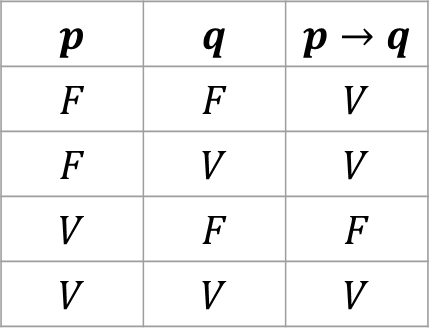 p q p → q
F F V
F V V
V F F
V V V